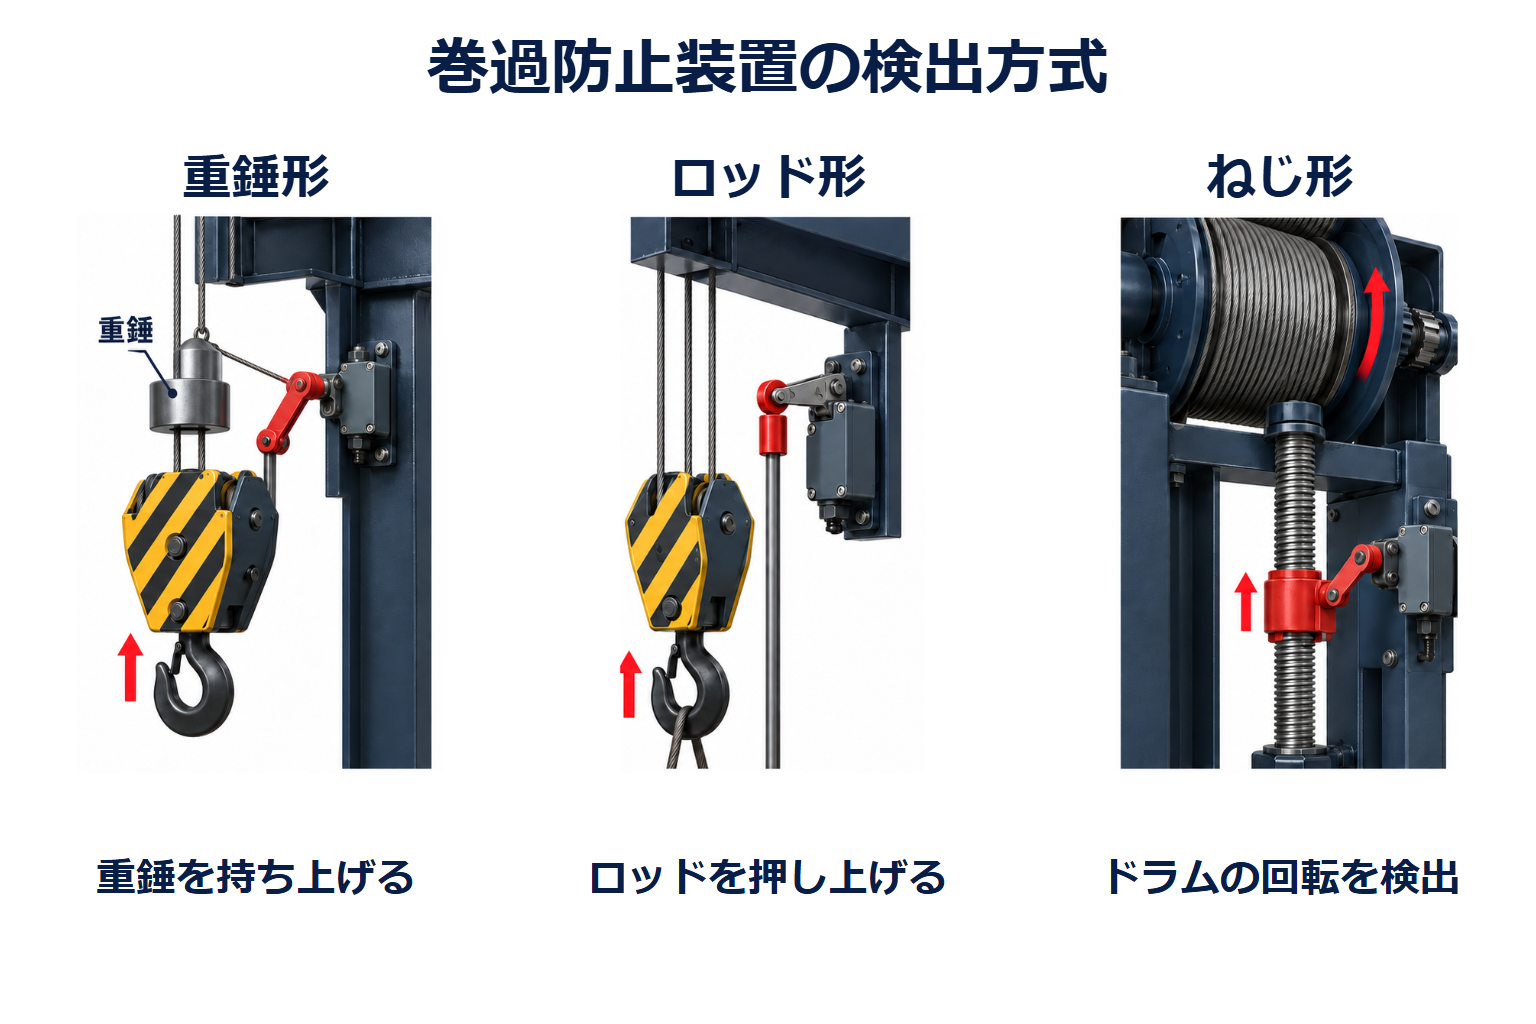 巻過防止装置の検出方式
重錘形
ロッド形
ねじ形
重錘
重錘を持ち上げる
ロッドを押し上げる
ドラムの回転を検出